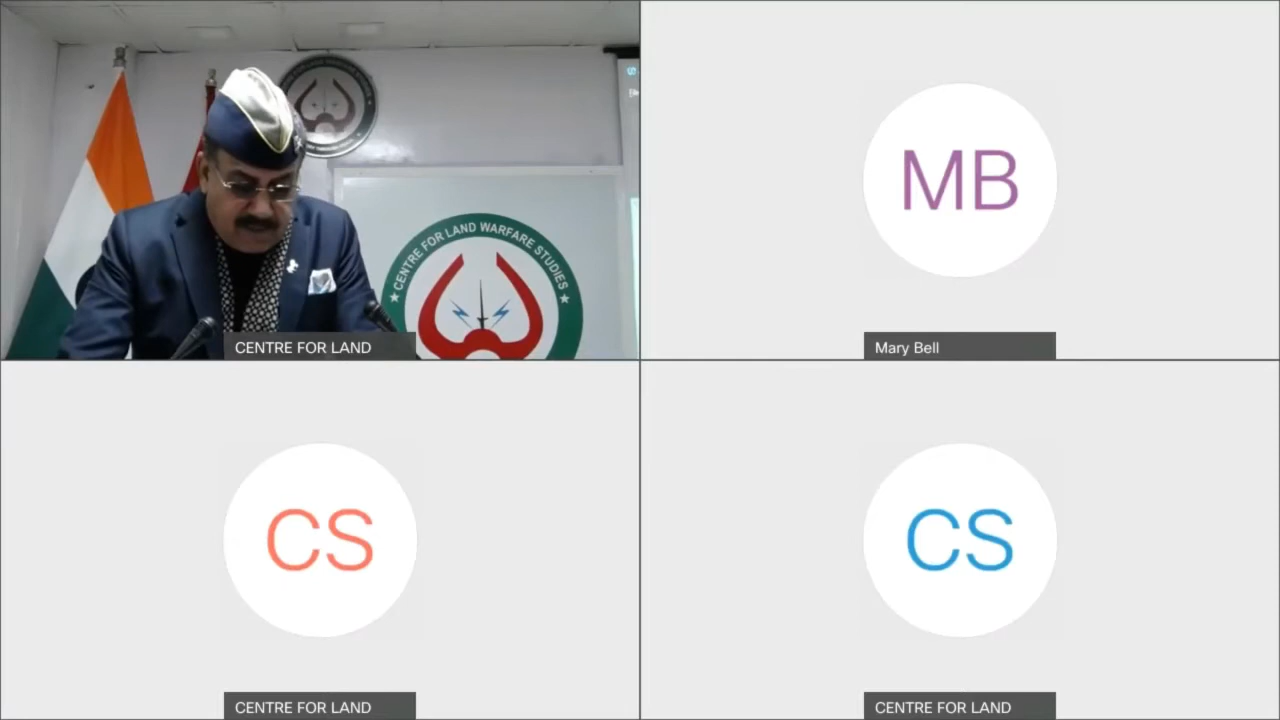 CENTRE FOR LAND WARFARE STUDIES
CENTRE FOR LAND
MB
Mary Bell
CS
CENTRE FOR LAND
CS
CENTRE FOR LAND